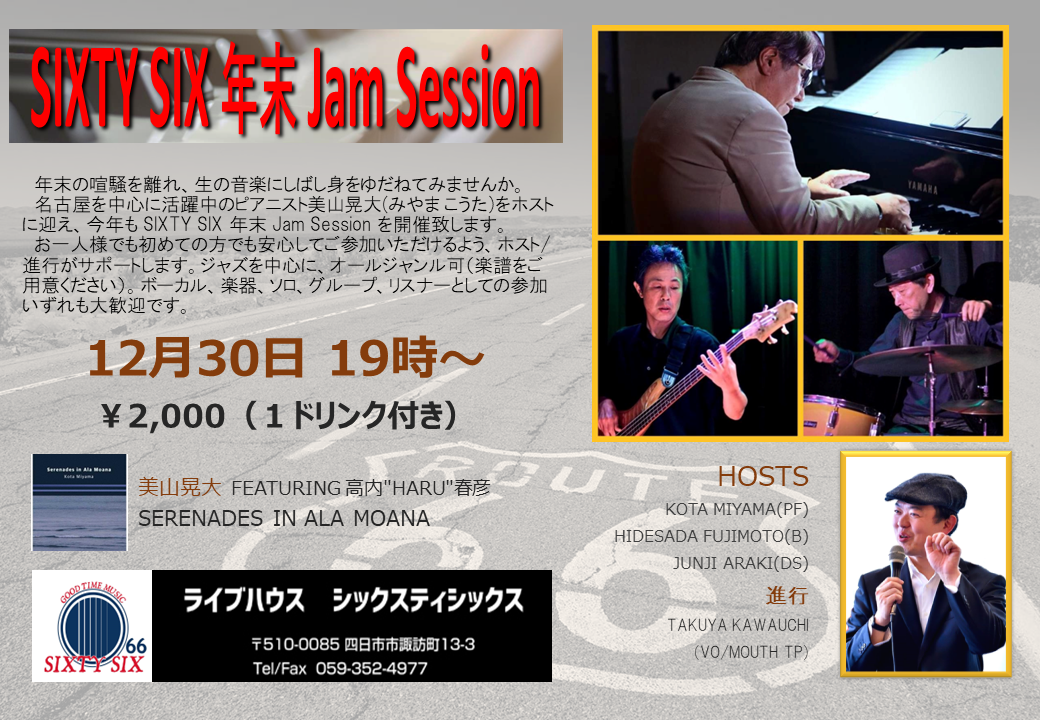 SIXTY SIX 年末 Jam Session
年末の喧騒を離れ、生の音楽にしばし身をゆだねてみませんか。
名古屋を中心に活躍中のピアニスト美山晃大(みやま こうた)をホスト
に迎え、今年も SIXTY SIX 年末 Jam Session を開催致します。
お一人様でも初めての方でも安心してご参加いただけるよう、ホスト/
進行がサポートします。ジャズを中心に、オールジャンル可（楽譜をご
用意ください）。ボーカル、楽器、ソロ、グループ、リスナーとしての参加
いずれも大歓迎です。
12月30日 19時～
￥2,000（１ドリンク付き）
Serenades in Ala Moana
Kota Miyama
美山晃大 FEATURING 高内"HARU"春彦
SERENADES IN ALA MOANA
GOOD TIME MUSIC
66
SIXTY SIX
ライブハウス シックスティシックス
〒510-0085 四日市市諏訪町13-3
Tel/Fax 059-352-4977
YAMAHA
HOSTS
KOTA MIYAMA(PF)
HIDESADA FUJIMOTO(B)
JUNJI ARAKI(DS)
進行
TAKUYA KAWAUCHI
(VO/MOUTH TP)
ROUTE
66